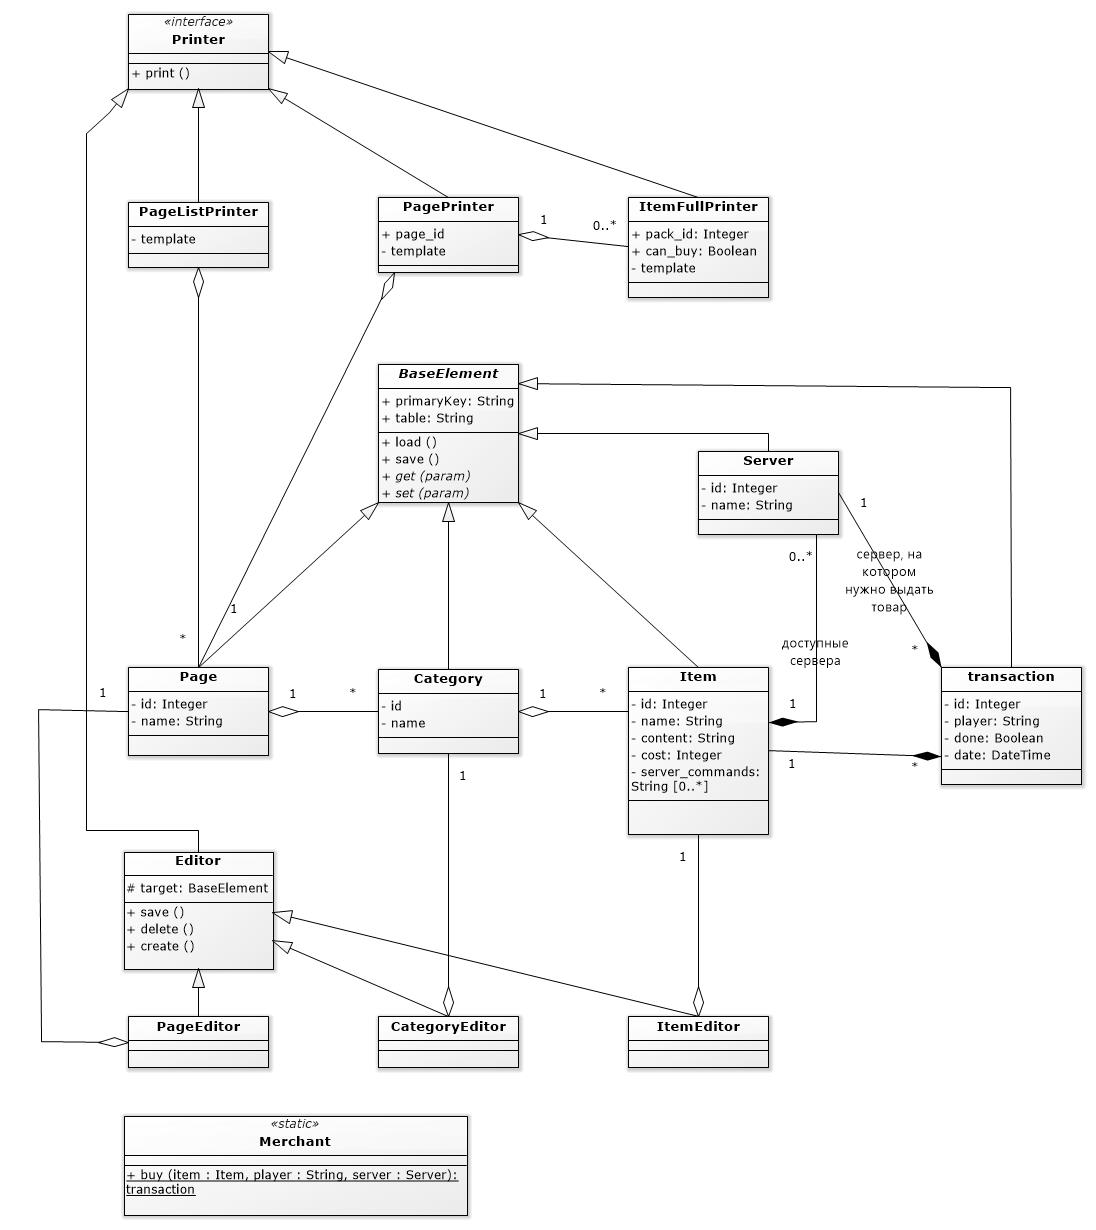 «interface»
Printer
+ print ()
PageListPrinter
- template
PagePrinter
+ page_id
- template
1
0..*
ItemFullPrinter
+ pack_id: Integer
+ can_buy: Boolean
- template
BaseElement
+ primaryKey: String
+ table: String
+ load ()
+ save ()
+ get (param)
+ set (param)
Server
- id: Integer
- name: String
1
0..*
сервер, на
котором
нужно выдать
товар
доступные
сервера
*
1
*
1
Page
- id: Integer
- name: String
1
*
Category
- id
- name
1
*
Item
- id: Integer
- name: String
- content: String
- cost: Integer
- server_commands:
String [0..*]
1
1
*
transaction
- id: Integer
- player: String
- done: Boolean
- date: DateTime
1
1
1
Editor
# target: BaseElement
+ save ()
+ delete ()
+ create ()
PageEditor
CategoryEditor
ItemEditor
«static»
Merchant
+ buy (item : Item, player : String, server : Server):
transaction